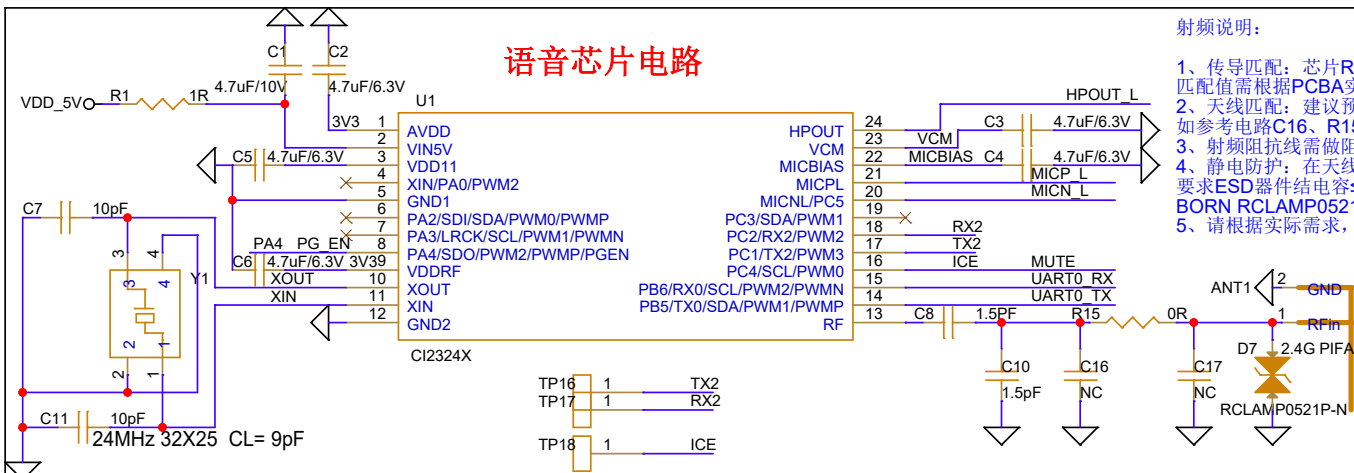 语音芯片电路
射频说明:
1、传导匹配：芯片R
匹配值需根据PCBA实
2、天线匹配：建议预
如参考电路C16、R15
3、射频阻抗线需做阻
4、静电防护：在天线
要求ESD器件结电容≤
BORN RCLAMP0521
5、请根据实际需求，
C1
C2
4.7uF/10V
4.7uF/6.3V
VDD_5V
R1
1R
U1
3V3
1
AVDD
2
VIN5V
C5
4.7uF/6.3V
3
VDD11
4
XIN/PA0/PWM2
5
GND1
6
PA2/SDI/SDA/PWM0/PWMP
7
PA3/LRCK/SCL/PWM1/PWMN
PA4
PG_EN
8
PA4/SDO/PWM2/PWMP/PGEN
C6
4.7uF/6.3V
3V3
9
VDDRF
XOUT
10
XOUT
XIN
11
XIN
12
GND2
CI2324X
HPOUT
24
HPOUT_L
VCM
23
VCM
C3
4.7uF/6.3V
MICBIAS
22
MICBIAS
C4
4.7uF/6.3V
MICPL
21
MICP_L
MICNL/PC5
20
MICN_L
PC3/SDA/PWM1
19
PC2/RX2/PWM2
18
RX2
PC1/TX2/PWM3
17
TX2
PC4/SCL/PWM0
16
ICE
MUTE
PB6/RX0/SCL/PWM2/PWMN
15
UART0_RX
PB5/TX0/SDA/PWM1/PWMP
14
UART0_TX
RF
13
C8
1.5PF
R15
0R
C10
1.5pF
C16
NC
C17
NC
D7
RCLAMP0521P-N
ANT1
2
GND
1
RFin
2.4G PIFA
C7
10pF
3
4
3
4
Y1
2
1
2
1
C11
10pF
24MHz 32X25 CL= 9pF
TP16
1
TX2
TP17
1
RX2
TP18
1
ICE